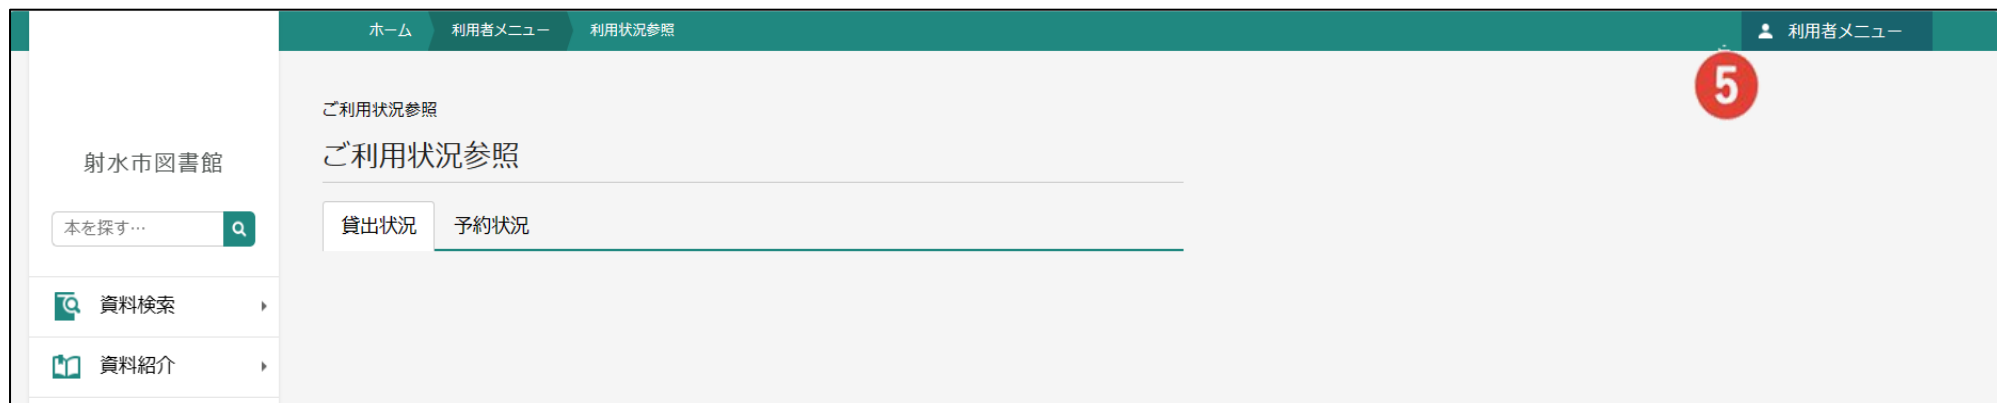 ホーム 利用者メニュー 利用状況参照 利用者メニュー
5
ご利用状況参照
ご利用状況参照
射水市図書館
本を探す…
貸出状況 予約状況
資料検索
資料紹介